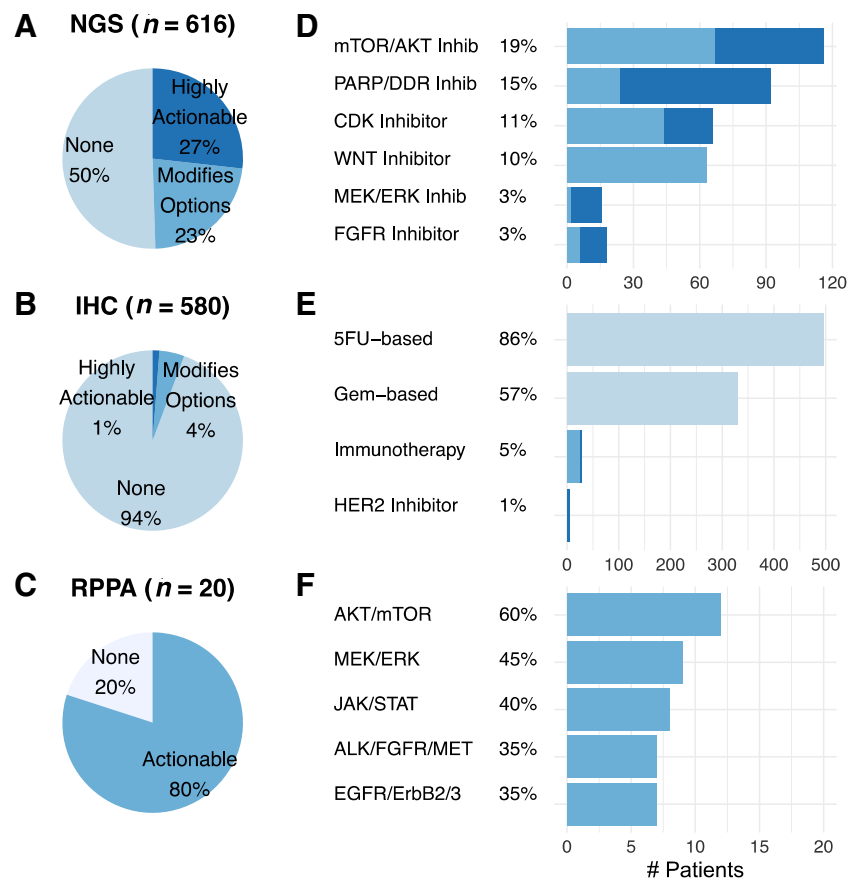 A NGS (n = 616)
Highly
Actionable
27%
None
50%
Modifies
Options
23%
D
mTOR/AKT Inhib 19%
PARP/DDR Inhib 15%
CDK Inhibitor 11%
WNT Inhibitor 10%
MEK/ERK Inhib 3%
FGFR Inhibitor 3%
0 30 60 90 120
B IHC (n = 580)
Highly
Actionable
1%
Modifies
Options
4%
None
94%
E
5FU−based 86%
Gem−based 57%
Immunotherapy 5%
HER2 Inhibitor 1%
0 100 200 300 400 500
C RPPA (n = 20)
None
20%
Actionable
80%
F
AKT/mTOR 60%
MEK/ERK 45%
JAK/STAT 40%
ALK/FGFR/MET 35%
EGFR/ErbB2/3 35%
0 5 10 15 20
# Patients